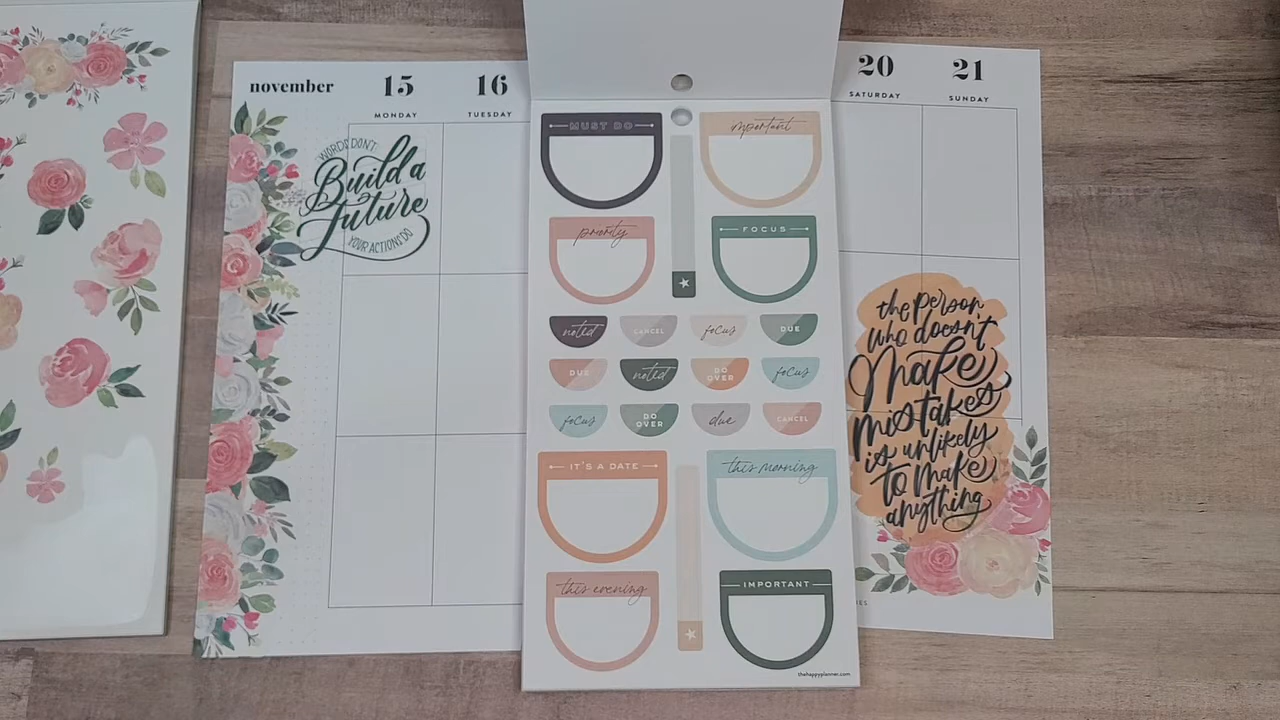 november
15
MONDAY
16
TUESDAY
20
SATURDAY
21
SUNDAY
WORDS DON'T
Build a
future
YOUR ACTIONS DO
MUST DO
important
priority
FOCUS
noted
CANCEL
focus
DUE
DUE
noted
DO
OVER
focus
focus
DO
OVER
due
CANCEL
IT'S A DATE
this morning
this evening
IMPORTANT
thehappyplanner.com
the person
who doesn't
Make
mistakes
is unlikely
to make
anything